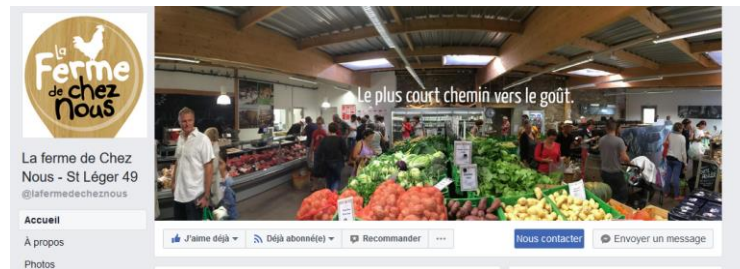 La
Ferme
de chez
nous
Le plus court chemin vers le goût.
La ferme de Chez
Nous - St Léger 49
@lafermedecheznous
Accueil
À propos
Photos
J'aime déjà
Déjà abonné(e)
Recommander
...
Nous contacter
Envoyer un message